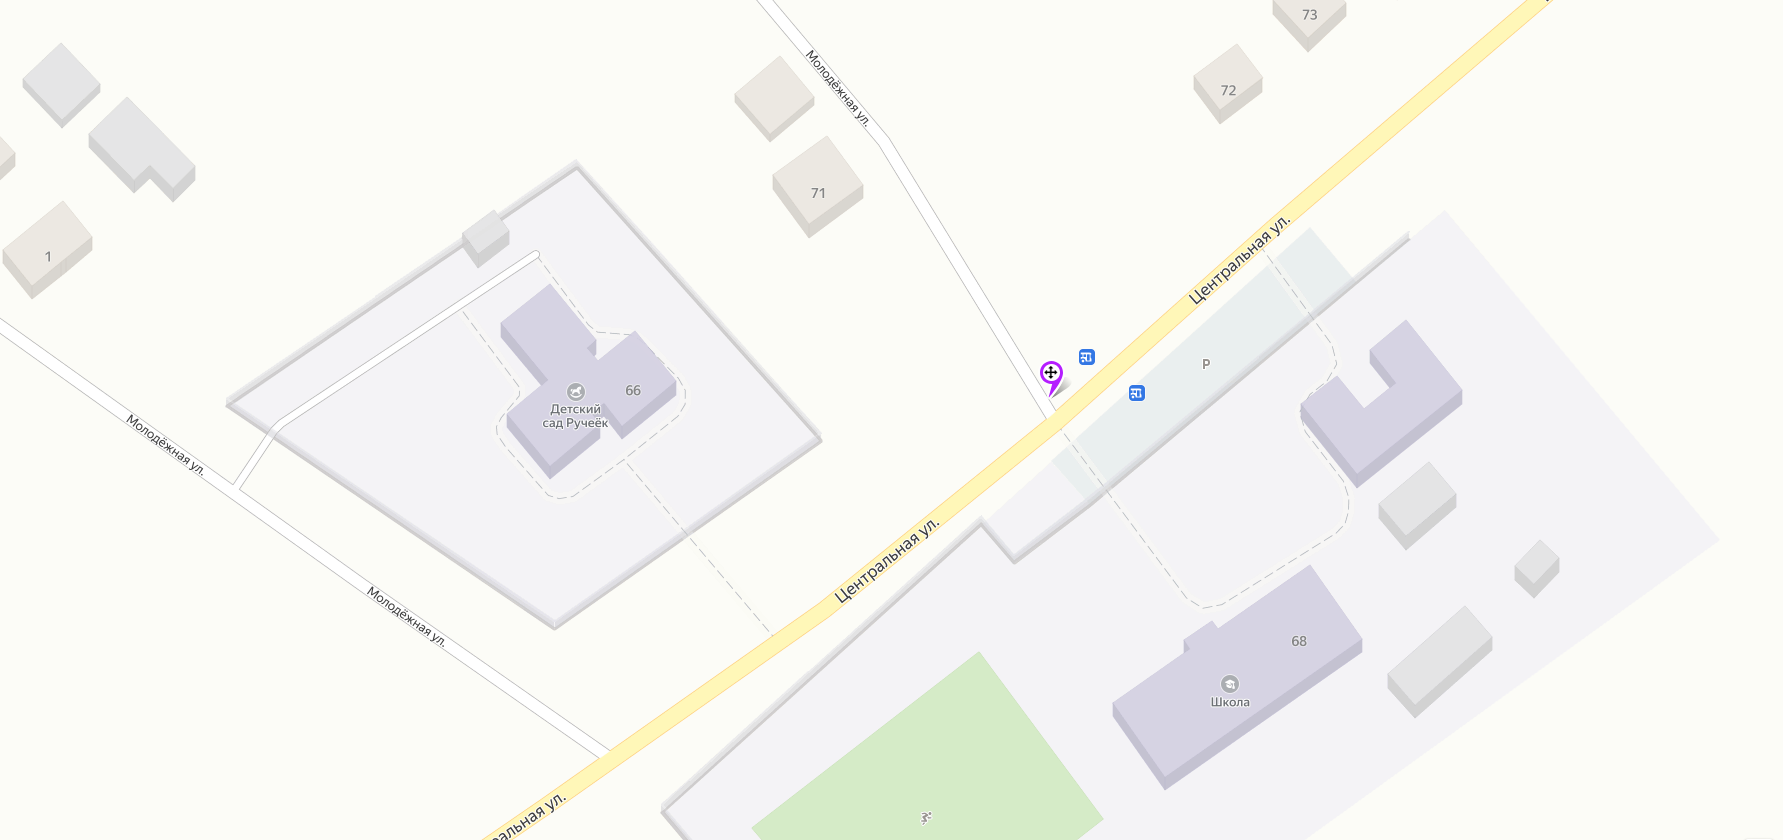 73
Молодёжная ул.
72
71
1
Центральная ул.
P
66
Детский
сад Ручеёк
Молодёжная ул.
Центральная ул.
Молодёжная ул.
68
Школа
ральная ул.